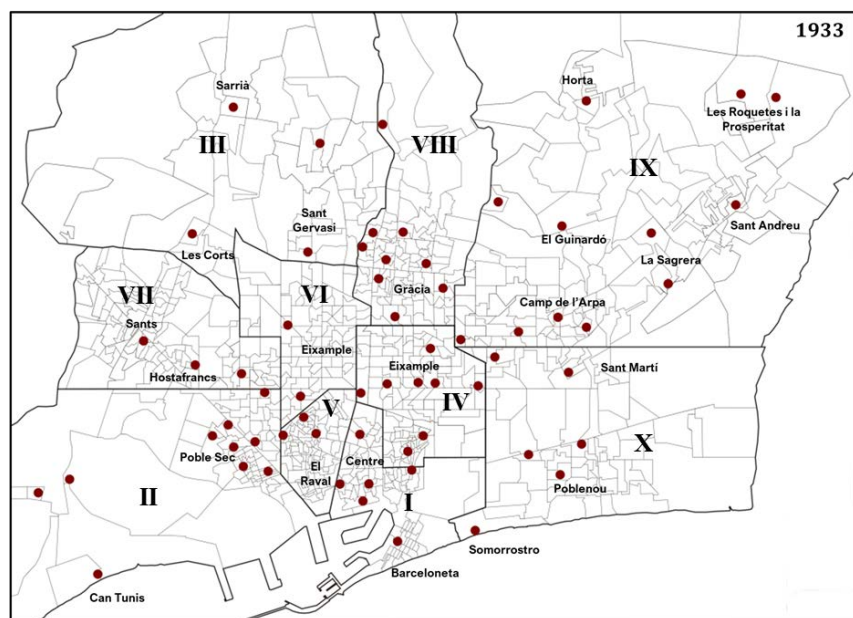 1933
Sarrià
Horta
Les Roquetes i la
Prosperitat
III
VIII
IX
Sant
Gervasi
Sant Andreu
El Guinardó
Les Corts
La Sagrera
VII
VI
Gràcia
Camp de l'Arpa
Sants
Eixample
Eixample
Sant Martí
Hostafrancs
V
IV
Poble Sec
El
Raval
Centre
X
II
I
Poblenou
Somorrostro
Barceloneta
Can Tunis